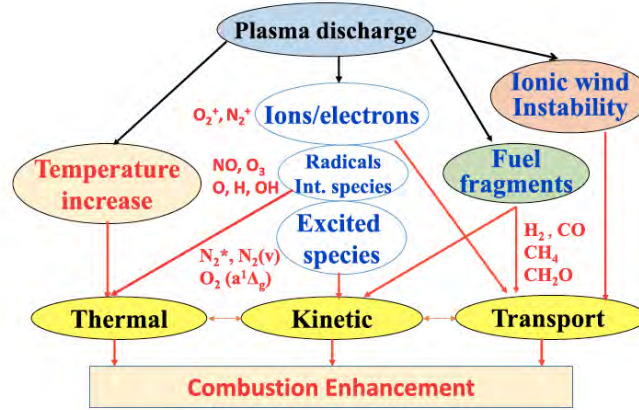 Plasma discharge
Ionic wind
Instability
O₂⁺, N₂⁺
Ions/electrons
Temperature
increase
NO, O₃
O, H, OH
Radicals
Int. species
Fuel
fragments
Excited
species
N₂*, N₂(v)
O₂ (a¹Δg)
H₂ , CO
CH₄
CH₂O
Thermal
Kinetic
Transport
Combustion Enhancement